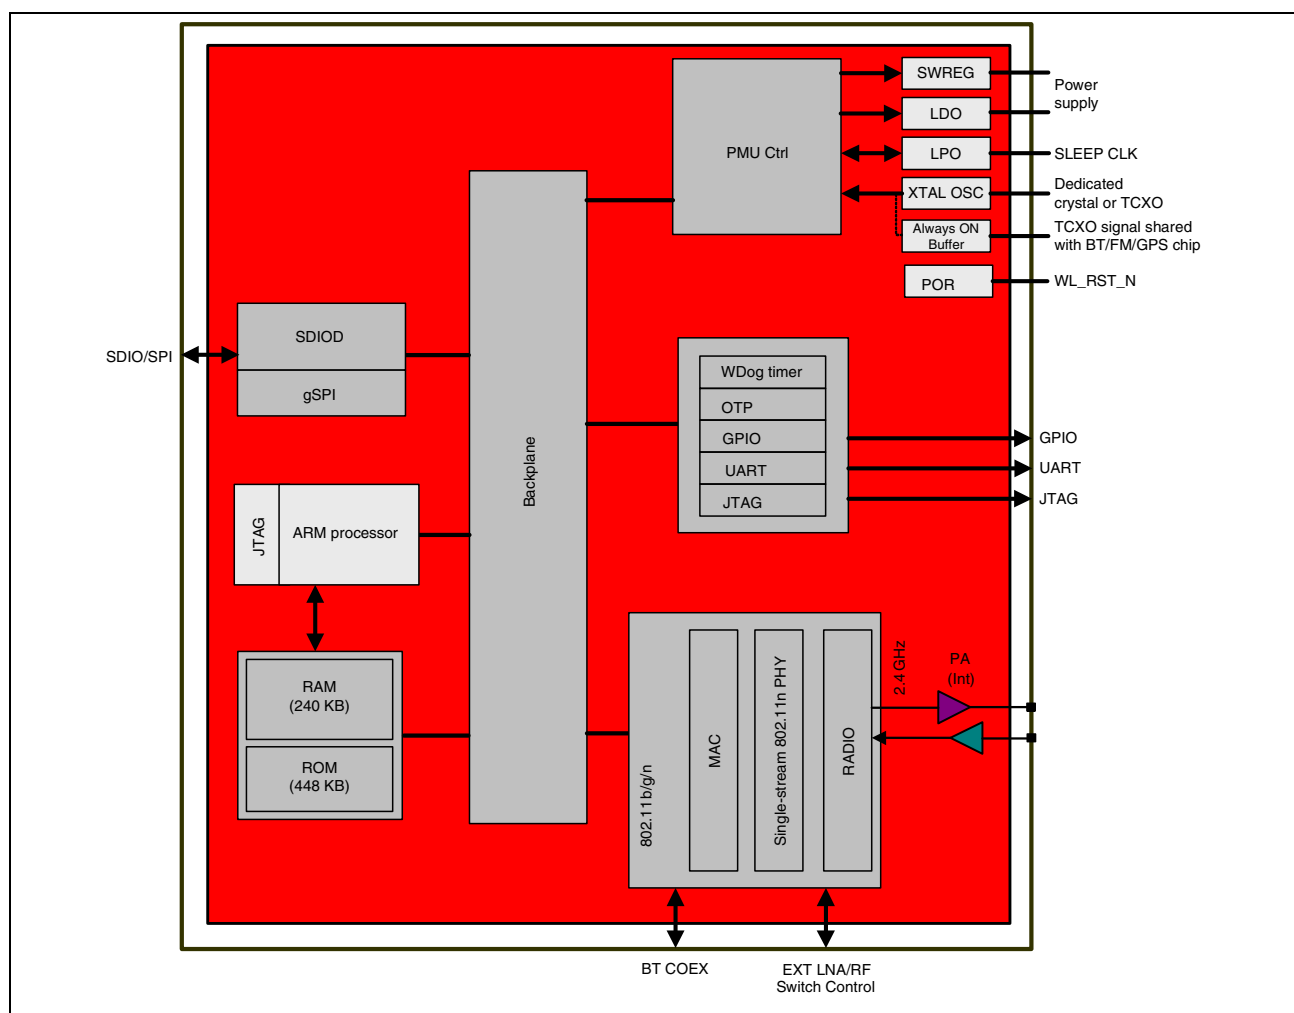 SWREG
Power
supply
LDO
PMU Ctrl
LPO
SLEEP CLK
XTAL OSC
Dedicated
crystal or TCXO
Always ON
Buffer
TCXO signal shared
with BT/FM/GPS chip
POR
WL_RST_N
SDIO/SPI
SDIOD
gSPI
Backplane
WDog timer
OTP
GPIO
UART
JTAG
GPIO
UART
JTAG
JTAG
ARM processor
RAM
(240 KB)
ROM
(448 KB)
802.11b/g/n
MAC
Single-stream 802.11n PHY
RADIO
2.4 GHz
PA
(Int)
BT COEX
EXT LNA/RF
Switch Control